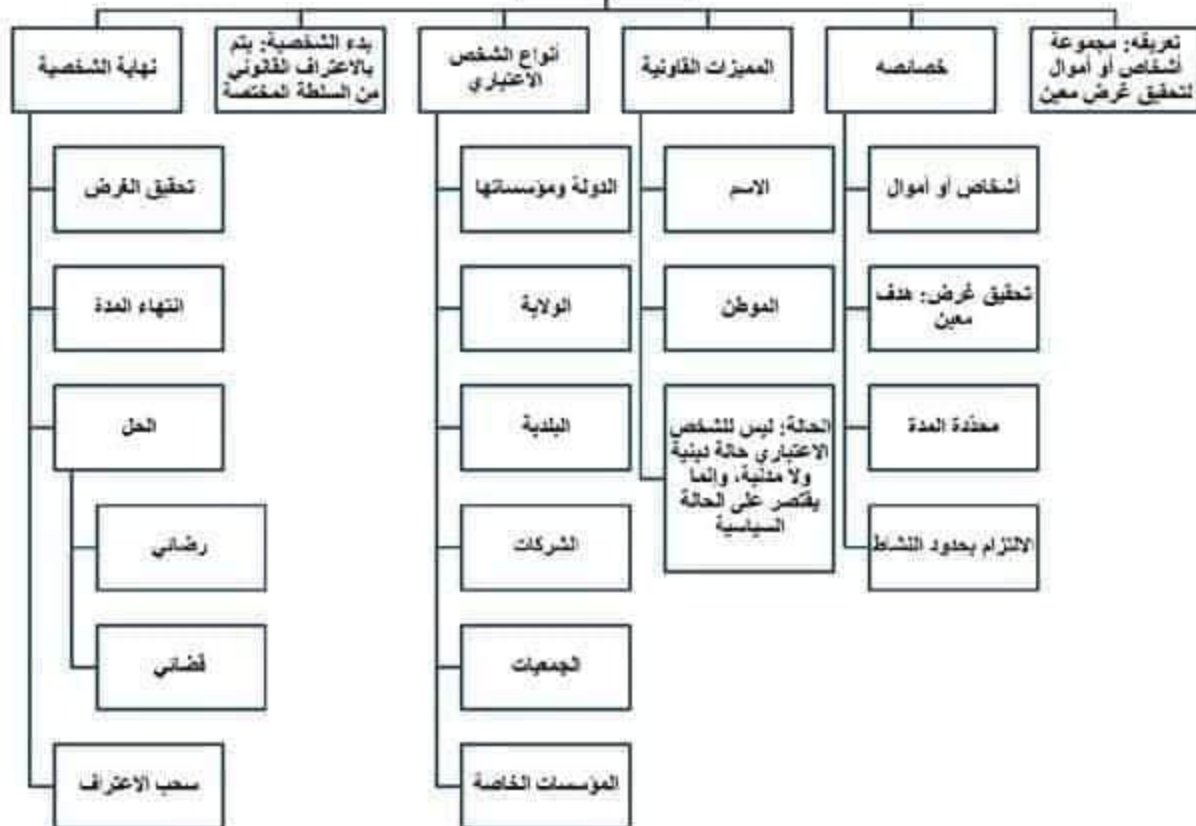 تعريفه: مجموعة
أشخاص أو أموال
لتحقيق غرض معين
خصائصه
أشخاص أو أموال
تحقيق غرض: هدف
معين
محددة المدة
الالتزام بحدود النشاط
المميزات القانونية
الاسم
الموطن
الحالة: ليس للشخص
الاعتباري حالة دينية
ولا مدنية، وإنما
يقتصر على الحالة
السياسية
أنواع الشخص
الاعتباري
الدولة ومؤسساتها
الولاية
البلدية
الشركات
الجمعيات
المؤسسات الخاصة
بدء الشخصية: يتم
بالاعتراف القانوني
من السلطة المختصة
نهاية الشخصية
تحقيق الغرض
انتهاء المدة
الحل
رضائي
قضائي
سحب الاعتراف